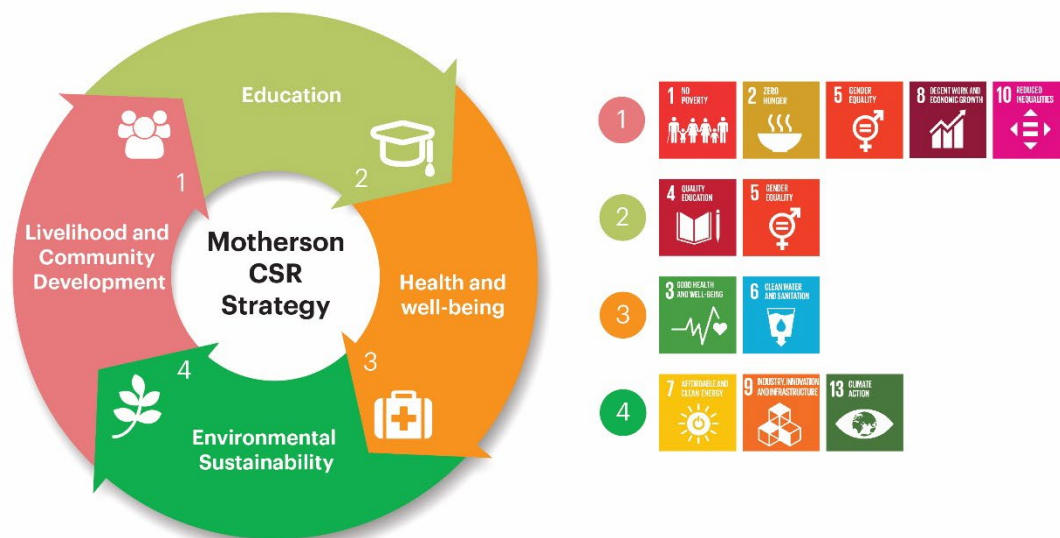 Education
1
2
Livelihood and
Community
Development
Motherson
CSR
Strategy
Health and
well-being
4
3
Environmental
Sustainability
1
1 NO
POVERTY
2 ZERO
HUNGER
5 GENDER
EQUALITY
8 DECENT WORK AND
ECONOMIC GROWTH
10 REDUCED
INEQUALITIES
2
4 QUALITY
EDUCATION
5 GENDER
EQUALITY
3
3 GOOD HEALTH
AND WELL-BEING
6 CLEAN WATER
AND SANITATION
4
7 AFFORDABLE AND
CLEAN ENERGY
9 INDUSTRY, INNOVATION
AND INFRASTRUCTURE
13 CLIMATE
ACTION